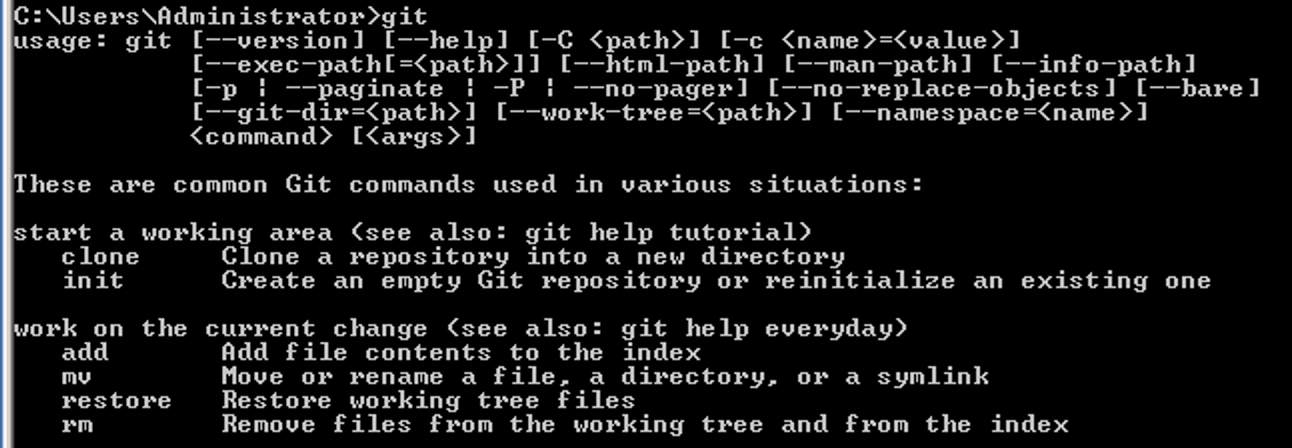 C:\Users\Administrator>git
usage: git [--version] [--help] [-C <path>] [-c <name>=<value>]
           [--exec-path[=<path>]] [--html-path] [--man-path] [--info-path]
           [-p ¦ --paginate ¦ -P ¦ --no-pager] [--no-replace-objects] [--bare]
           [--git-dir=<path>] [--work-tree=<path>] [--namespace=<name>]
           <command> [<args>]

These are common Git commands used in various situations:

start a working area (see also: git help tutorial)
   clone     Clone a repository into a new directory
   init      Create an empty Git repository or reinitialize an existing one

work on the current change (see also: git help everyday)
   add       Add file contents to the index
   mv        Move or rename a file, a directory, or a symlink
   restore   Restore working tree files
   rm        Remove files from the working tree and from the index